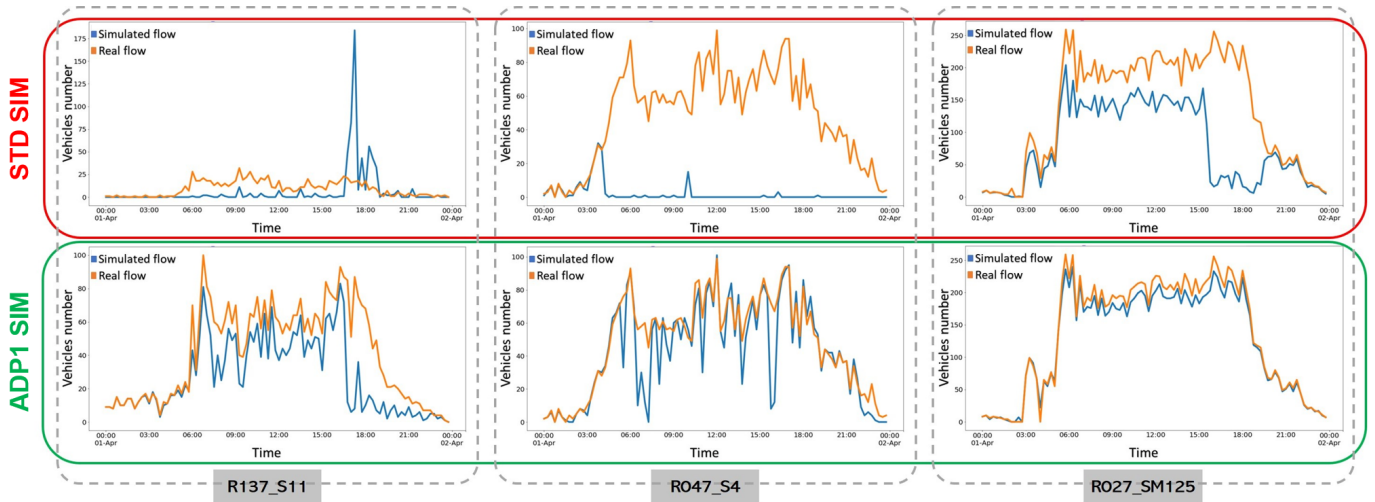 STD SIM
Vehicles number
175
150
125
100
75
50
25
0
Simulated flow
Real flow
00:00 03:00 06:00 09:00 12:00 15:00 18:00 21:00 00:00
01-Apr 02-Apr
Time
Vehicles number
100
80
60
40
20
0
Simulated flow
Real flow
00:00 03:00 06:00 09:00 12:00 15:00 18:00 21:00 00:00
01-Apr 02-Apr
Time
Vehicles number
250
200
150
100
50
0
Simulated flow
Real flow
00:00 03:00 06:00 09:00 12:00 15:00 18:00 21:00 00:00
01-Apr 02-Apr
Time
ADP1 SIM
Vehicles number
100
80
60
40
20
0
Simulated flow
Real flow
00:00 03:00 06:00 09:00 12:00 15:00 18:00 21:00 00:00
01-Apr 02-Apr
Time
Vehicles number
100
80
60
40
20
0
Simulated flow
Real flow
00:00 03:00 06:00 09:00 12:00 15:00 18:00 21:00 00:00
01-Apr 02-Apr
Time
Vehicles number
250
200
150
100
50
0
Simulated flow
Real flow
00:00 03:00 06:00 09:00 12:00 15:00 18:00 21:00 00:00
01-Apr 02-Apr
Time
R137_S11
R047_S4
R027_SM125